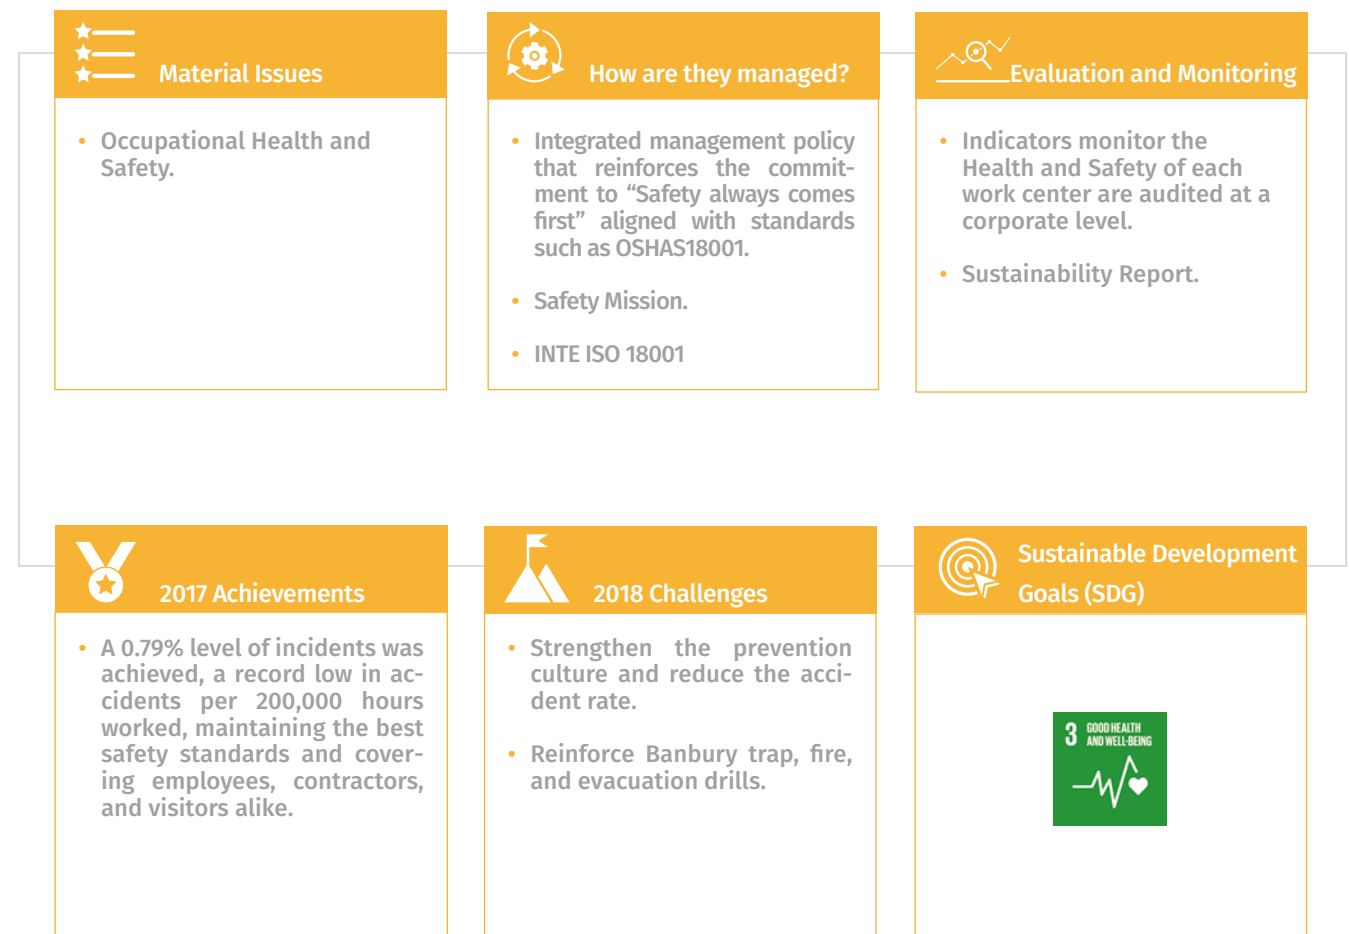 Material Issues
• Occupational Health and
Safety.
How are they managed?
• Integrated management policy
that reinforces the commit-
ment to “Safety always comes
first” aligned with standards
such as OSHAS18001.
• Safety Mission.
• INTE ISO 18001
Evaluation and Monitoring
• Indicators monitor the
Health and Safety of each
work center are audited at a
corporate level.
• Sustainability Report.
2017 Achievements
• A 0.79% level of incidents was
achieved, a record low in ac-
cidents per 200,000 hours
worked, maintaining the best
safety standards and cover-
ing employees, contractors,
and visitors alike.
2018 Challenges
• Strengthen the prevention
culture and reduce the acci-
dent rate.
• Reinforce Banbury trap, fire,
and evacuation drills.
Sustainable Development
Goals (SDG)
3 GOOD HEALTH
AND WELL-BEING